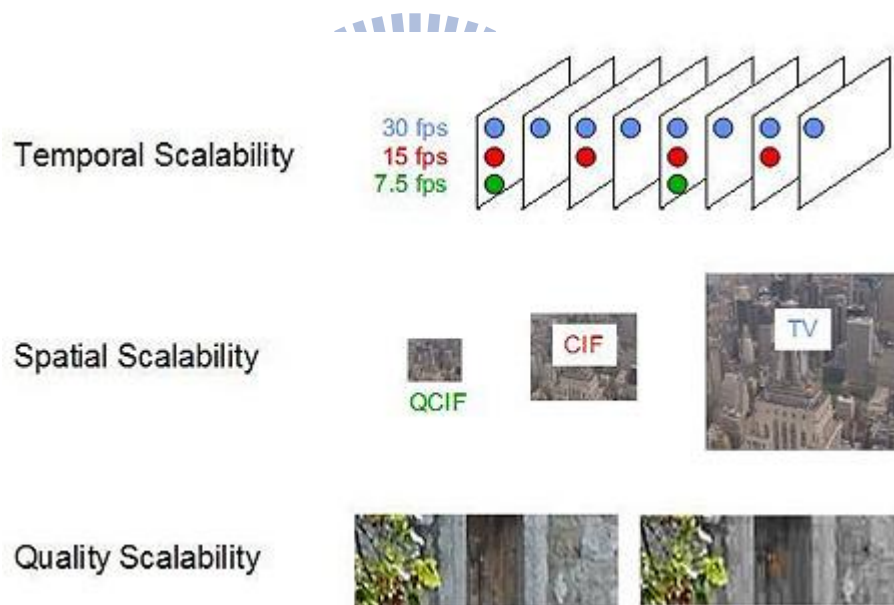 Temporal Scalability
30 fps
15 fps
7.5 fps
Spatial Scalability
QCIF
CIF
TV
Quality Scalability